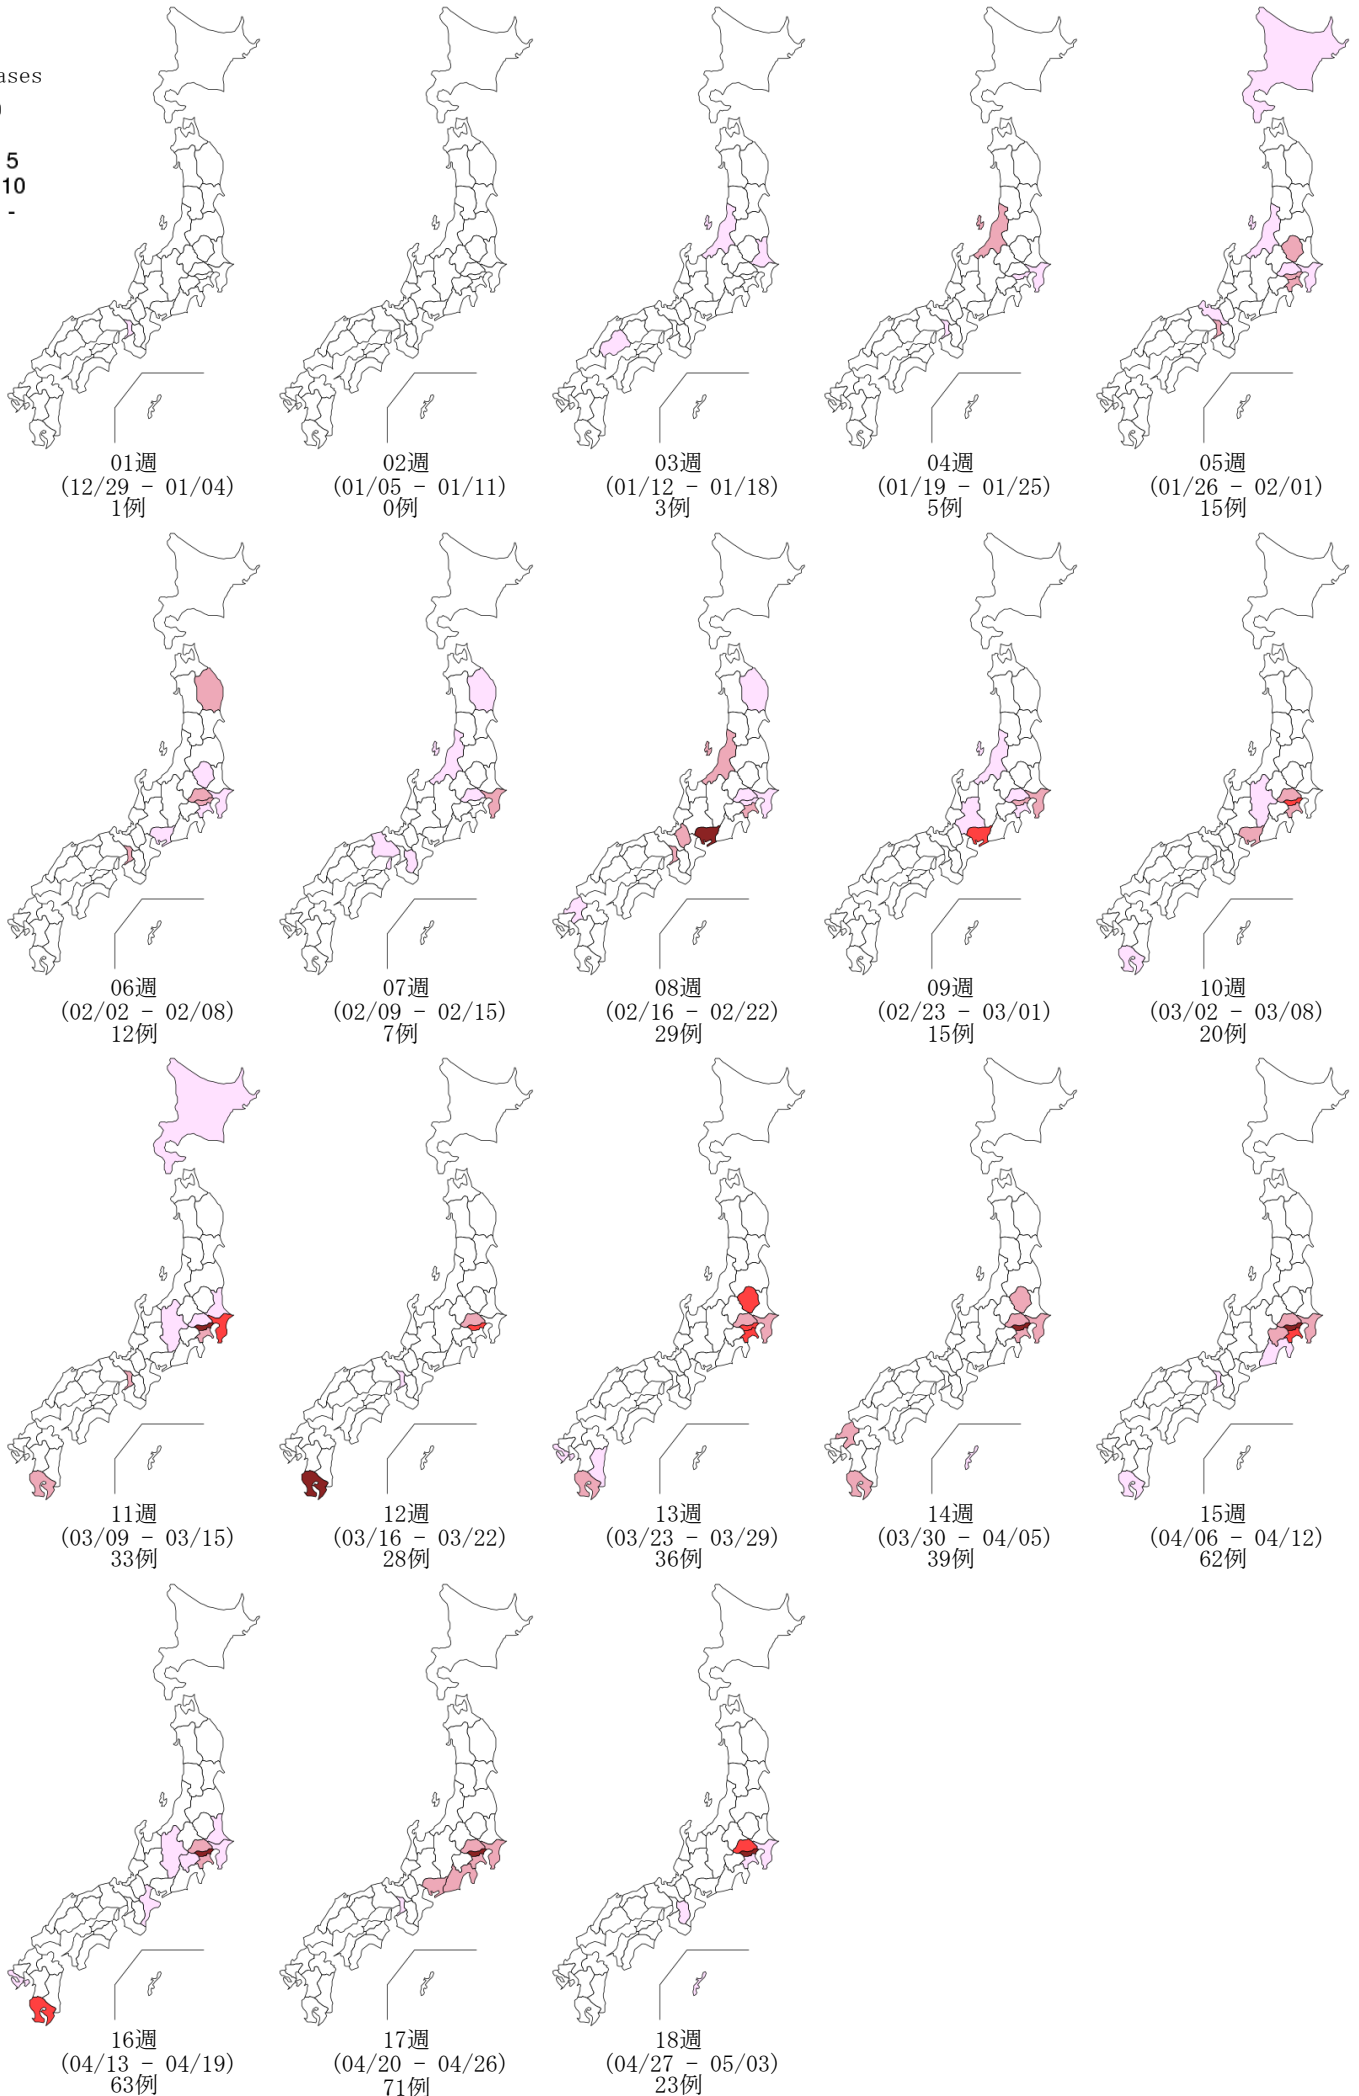 5
10
-
01週
(12/29 - 01/04)
1例
02週
(01/05 - 01/11)
0例
03週
(01/12 - 01/18)
3例
04週
(01/19 - 01/25)
5例
05週
(01/26 - 02/01)
15例
06週
(02/02 - 02/08)
12例
07週
(02/09 - 02/15)
7例
08週
(02/16 - 02/22)
29例
09週
(02/23 - 03/01)
15例
10週
(03/02 - 03/08)
20例
11週
(03/09 - 03/15)
33例
12週
(03/16 - 03/22)
28例
13週
(03/23 - 03/29)
36例
14週
(03/30 - 04/05)
39例
15週
(04/06 - 04/12)
62例
16週
(04/13 - 04/19)
63例
17週
(04/20 - 04/26)
71例
18週
(04/27 - 05/03)
23例